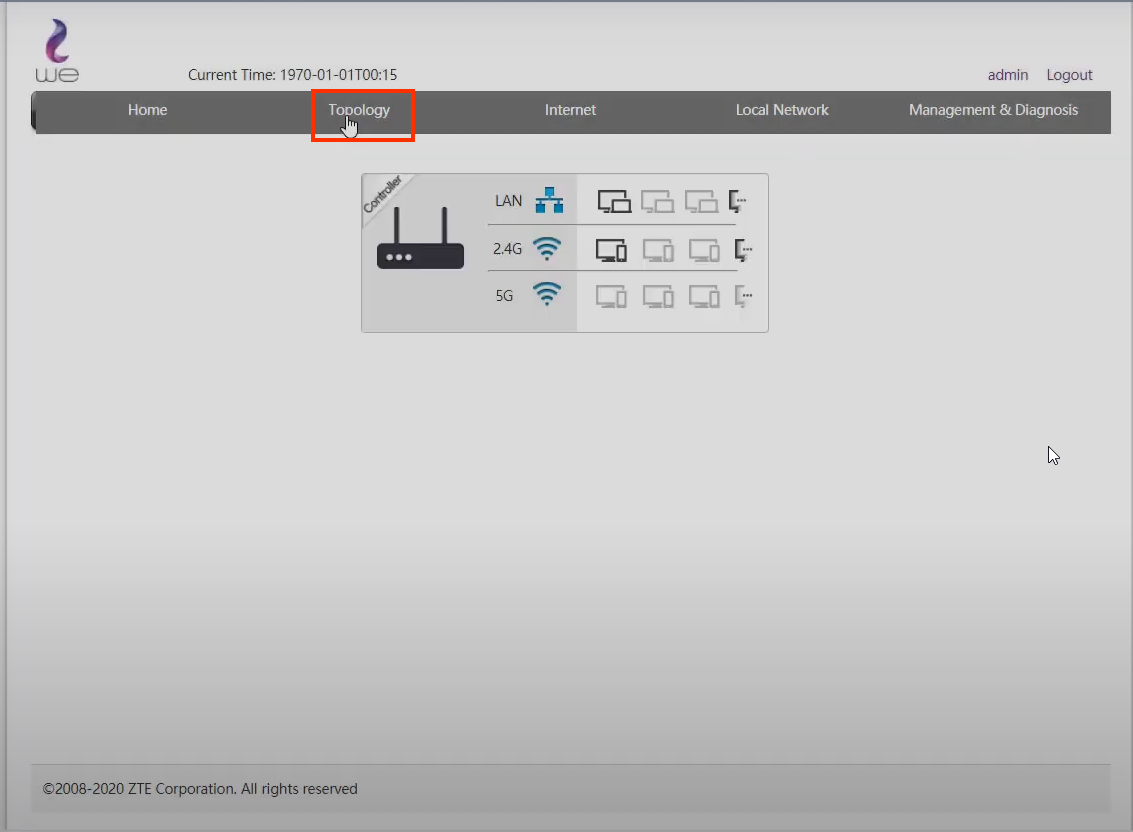 we
Current Time: 1970-01-01T00:15
admin Logout
Home Topology Internet Local Network Management & Diagnosis
Controller
LAN
2.4G
5G
©2008-2020 ZTE Corporation. All rights reserved